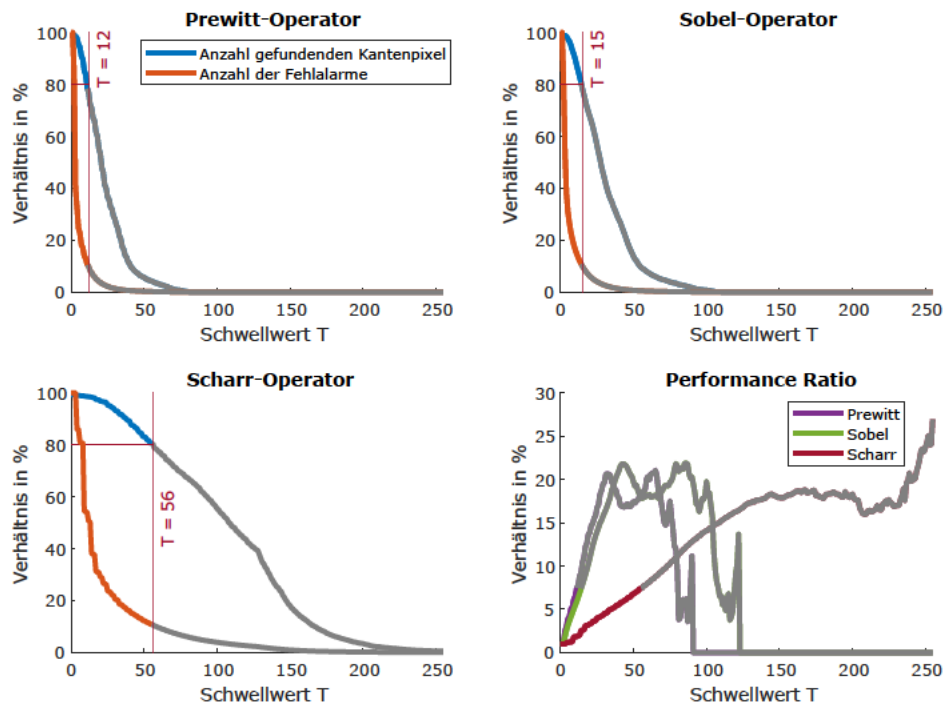 Prewitt-Operator
100
80
60
40
20
0
Verhältnis in %
T = 12
Anzahl gefundenden Kantenpixel
Anzahl der Fehlalarme
0 50 100 150 200 250
Schwellwert T
Sobel-Operator
100
80
60
40
20
0
Verhältnis in %
T = 15
0 50 100 150 200 250
Schwellwert T
Scharr-Operator
100
80
60
40
20
0
Verhältnis in %
T = 56
0 50 100 150 200 250
Schwellwert T
Performance Ratio
30
25
20
15
10
5
0
Verhältnis in %
Prewitt
Sobel
Scharr
0 50 100 150 200 250
Schwellwert T